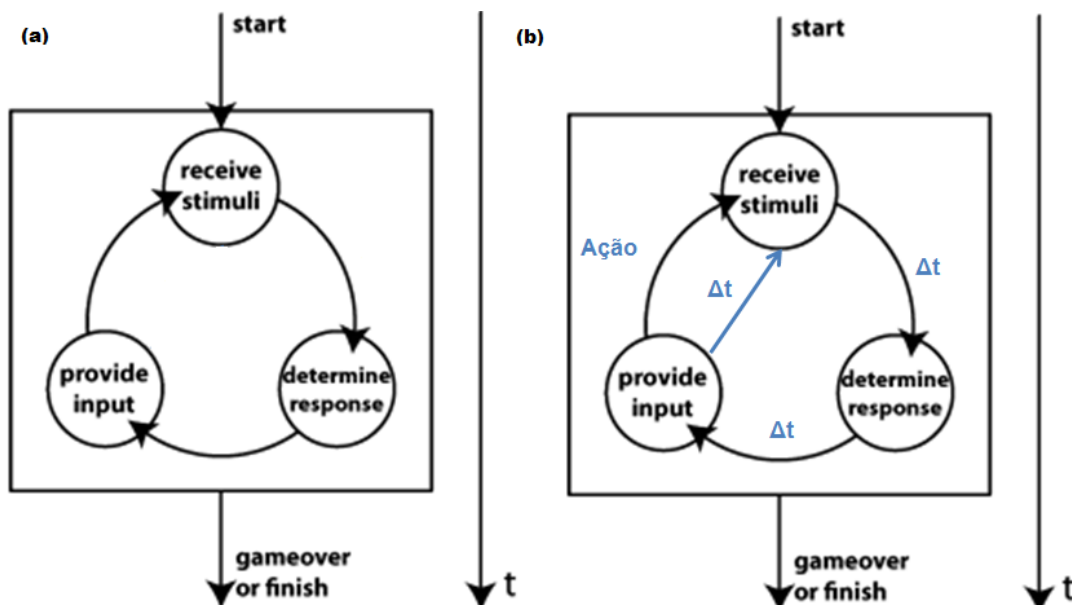 (a)
start
receive
stimuli
provide
input
determine
response
gameover
or finish
t
(b)
start
receive
stimuli
Ação
Δt
Δt
provide
input
determine
response
Δt
gameover
or finish
t